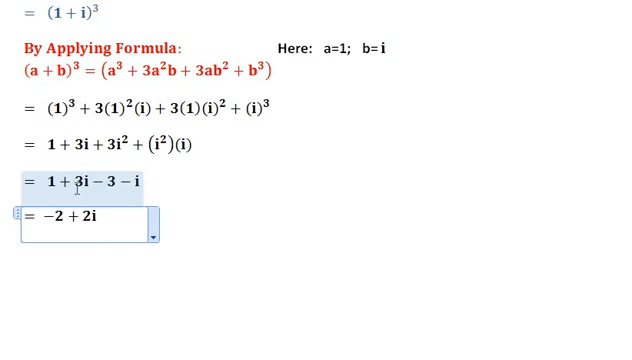 = (1 + i)³
By Applying Formula: Here: a=1; b= i
(a + b)³ = (a³ + 3a²b + 3ab² + b³)
= (1)³ + 3(1)²(i) + 3(1)(i)² + (i)³
= 1 + 3i + 3i² + (i²)(i)
= 1 + 3i − 3 − i
= −2 + 2i